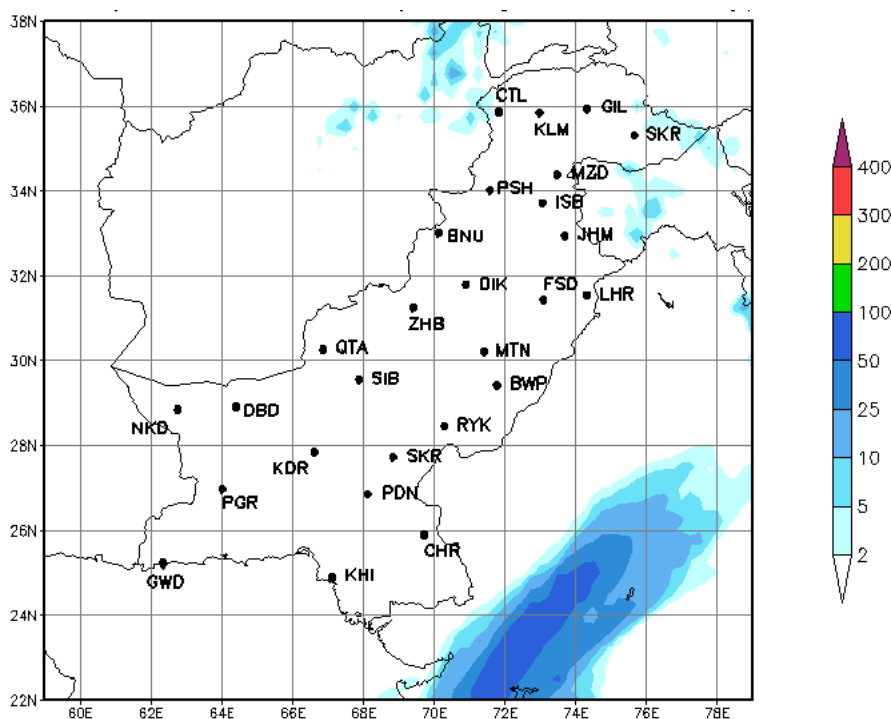 38N
36N
34N
32N
30N
28N
26N
24N
22N
60E
62E
64E
66E
68E
70E
72E
74E
76E
78E
CTL
GIL
KLM
SKR
MZD
PSH
ISB
BNU
JHM
DIK
FSD
LHR
ZHB
QTA
MTN
SIB
BWP
DBD
NKD
RYK
KDR
SKR
PGR
PDN
CHR
GWD
KHI
400
300
200
100
50
25
10
5
2